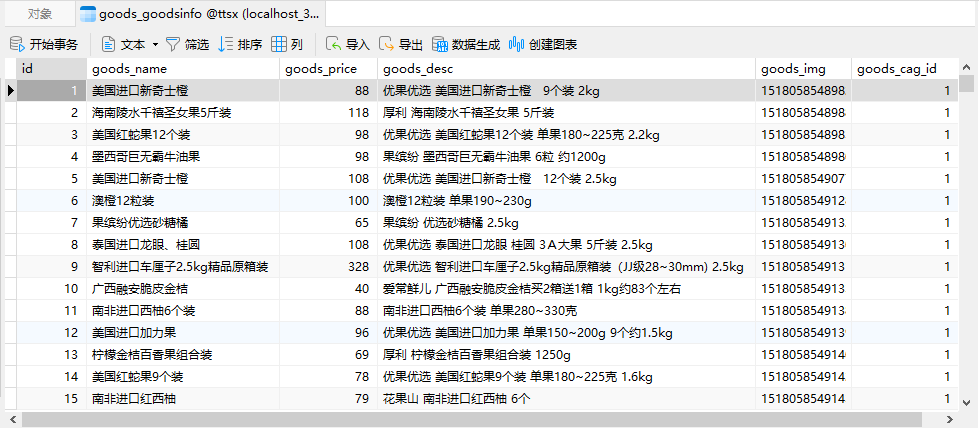 对象 goods_goodsinfo @ttsx (localhost_3...
开始事务 文本 筛选 排序 列 导入 导出 数据生成 创建图表
id goods_name goods_price goods_desc goods_img goods_cag_id
1 美国进口新奇士橙 88 优果优选 美国进口新奇士橙 9个装 2kg 151805854898 1
2 海南陵水千禧圣女果5斤装 118 厚利 海南陵水千禧圣女果5斤装 151805854898 1
3 美国红蛇果12个装 98 优果优选 美国红蛇果12个装 单果180~225克 2.2kg 151805854898 1
4 墨西哥巨无霸牛油果 98 果缤纷 墨西哥巨无霸牛油果 6粒 约1200g 151805854890 1
5 美国进口新奇士橙 108 优果优选 美国进口新奇士橙 12个装 2.5kg 151805854907 1
6 澳橙12粒装 100 澳橙12粒装 单果190~230g 151805854912 1
7 果缤纷优选砂糖橘 65 果缤纷 优选砂糖橘 2.5kg 151805854913 1
8 泰国进口龙眼、桂圆 108 优果优选 泰国进口龙眼 桂圆 3A大果 5斤装 2.5kg 151805854913 1
9 智利进口车厘子2.5kg精品原箱装 328 优果优选 智利进口车厘子2.5kg精品原箱装（JJ级28~30mm) 2.5kg 151805854913 1
10 广西融安脆皮金桔 40 爱常鲜儿 广西融安脆皮金桔买2箱送1箱 1kg约83个左右 151805854913 1
11 南非进口西柚6个装 88 南非进口西柚6个装 单果280~330克 151805854913 1
12 美国进口加力果 96 优果优选 美国进口加力果 单果150~200g 9个约1.5kg 151805854913 1
13 柠檬金桔百香果组合装 69 厚利 柠檬金桔百香果组合装 1250g 151805854914 1
14 美国红蛇果9个装 78 优果优选 美国红蛇果9个装 单果180~225克 1.6kg 151805854914 1
15 南非进口红西柚 79 花果山 南非进口红西柚 6个 151805854914 1